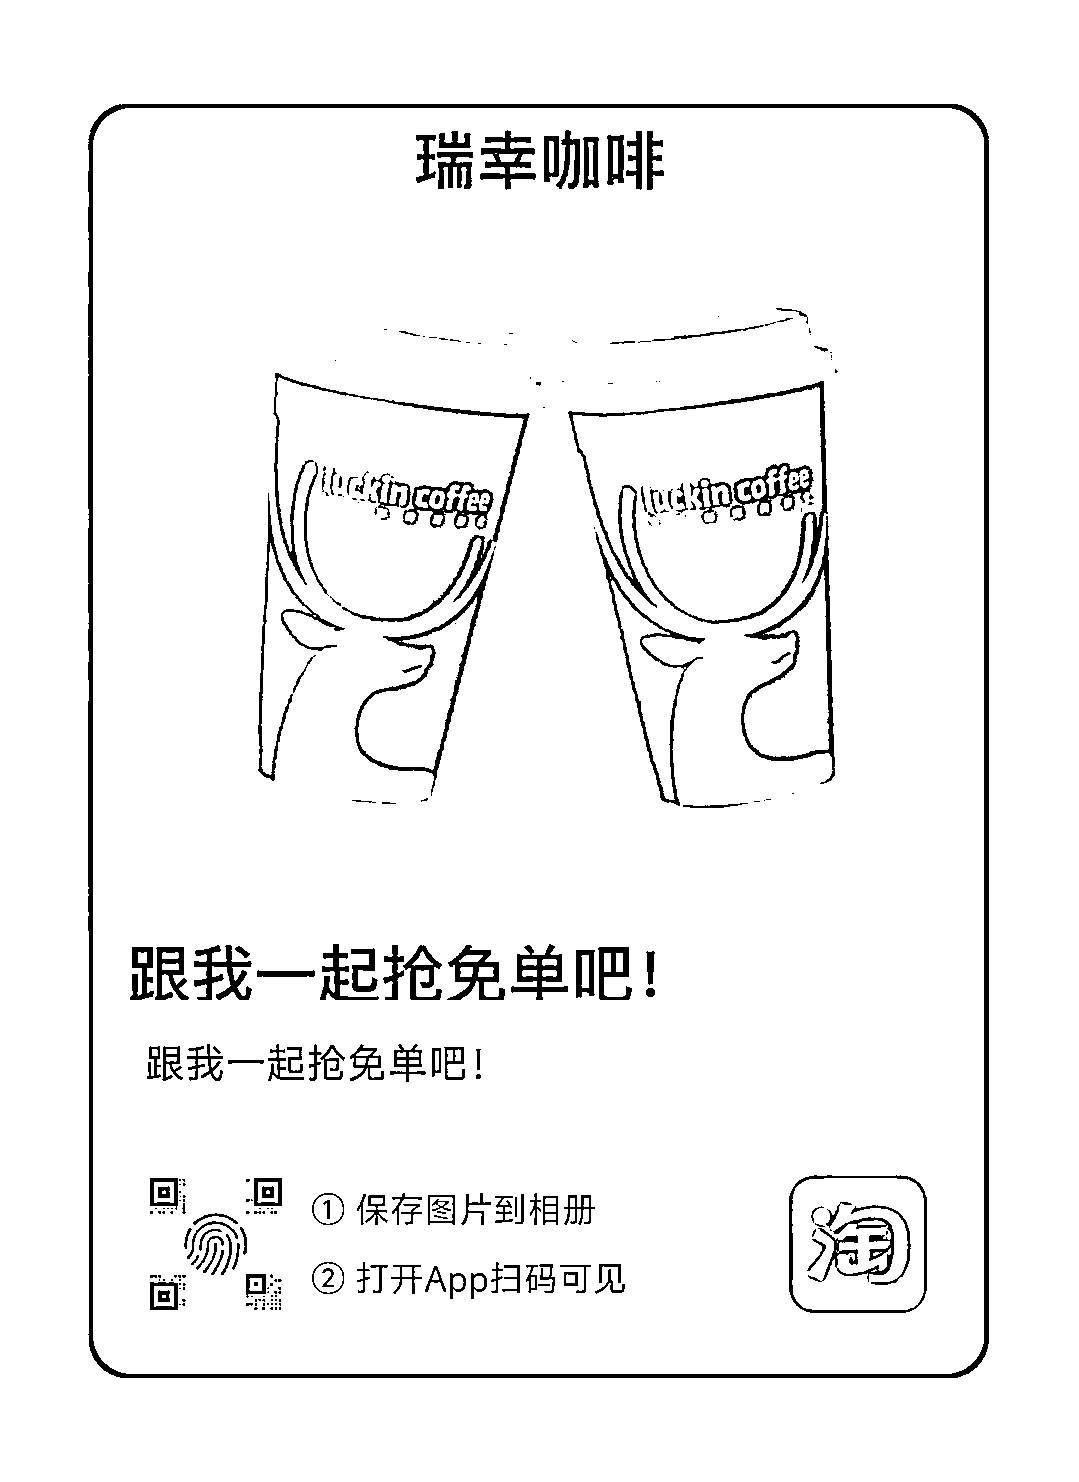 瑞幸咖啡
luckin coffee
luckin coffee
跟我一起抢免单吧！
跟我一起抢免单吧！
① 保存图片到相册
② 打开App扫码可见
淘